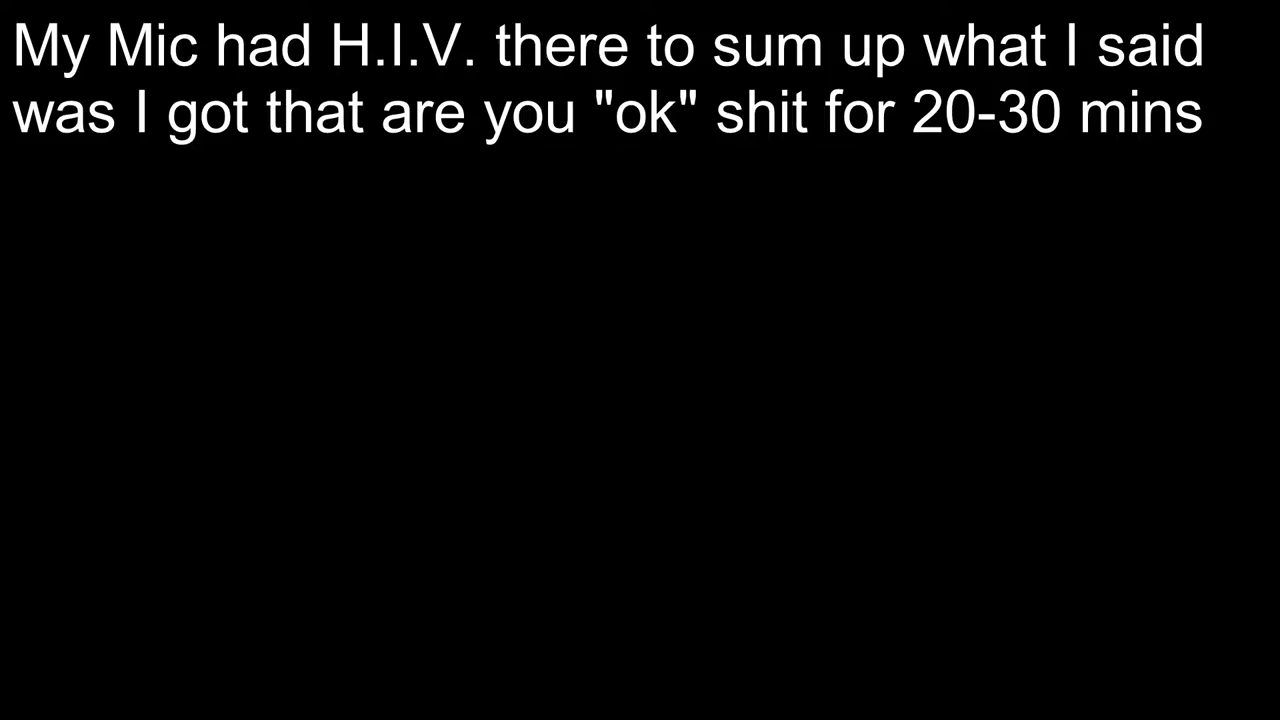 My Mic had H.I.V. there to sum up what I said
was I got that are you "ok" shit for 20-30 mins